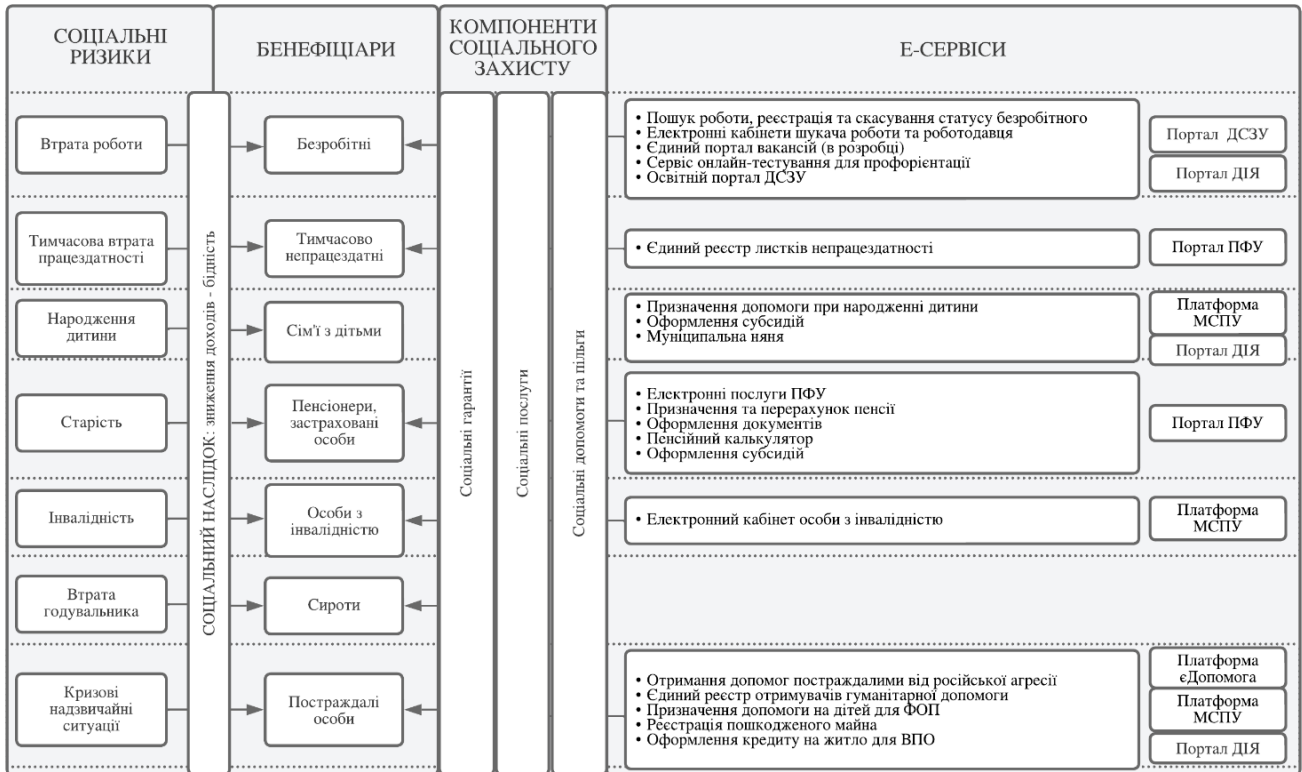 СОЦІАЛЬНІ
РИЗИКИ
БЕНЕФІЦІАРИ
КОМПОНЕНТИ
СОЦІАЛЬНОГО
ЗАХИСТУ
Е-СЕРВІСИ
СОЦІАЛЬНИЙ НАСЛІДОК: зниження доходів - бідність
Соціальні гарантії
Соціальні послуги
Соціальні допомоги та пільги
Втрата роботи
Безробітні
• Пошук роботи, реєстрація та скасування статусу безробітного
• Електронні кабінети шукача роботи та роботодавця
• Єдиний портал вакансій (в розробці)
• Сервіс онлайн-тестування для профорієнтації
• Освітній портал ДСЗУ
Портал ДСЗУ
Портал ДІЯ
Тимчасова втрата
працездатності
Тимчасово
непрацездатні
• Єдиний реєстр листків непрацездатності
Портал ПФУ
Народження
дитини
Сім'ї з дітьми
• Призначення допомоги при народженні дитини
• Оформлення субсидій
• Муніципальна няня
Платформа
МСПУ
Портал ДІЯ
Старість
Пенсіонери,
застраховані
особи
• Електронні послуги ПФУ
• Призначення та перерахунок пенсії
• Оформлення документів
• Пенсійний калькулятор
• Оформлення субсидій
Портал ПФУ
Інвалідність
Особи з
інвалідністю
• Електронний кабінет особи з інвалідністю
Платформа
МСПУ
Втрата
годувальника
Сироти
Кризові
надзвичайні
ситуації
Постраждалі
особи
• Отримання допомог постраждалими від російської агресії
• Єдиний реєстр отримувачів гуманітарної допомоги
• Призначення допомоги на дітей для ФОП
• Реєстрація пошкодженого майна
• Оформлення кредиту на житло для ВПО
Платформа
єДопомога
Платформа
МСПУ
Портал ДІЯ